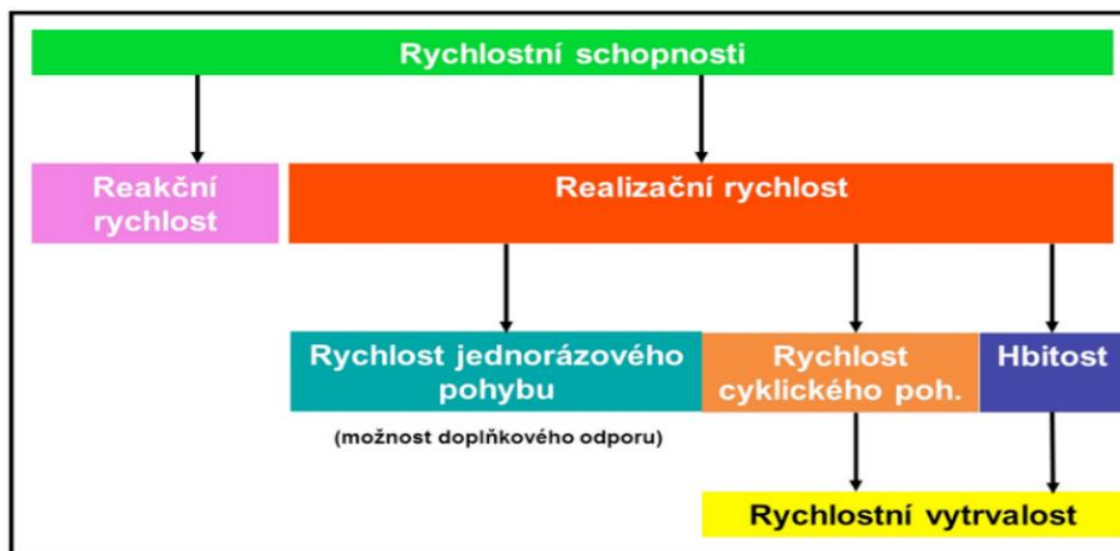 Rychlostní schopnosti
Reakční
rychlost
Realizační rychlost
Rychlost jednorázového
pohybu
Rychlost
cyklického poh.
Hbitost
(možnost doplňkového odporu)
Rychlostní vytrvalost